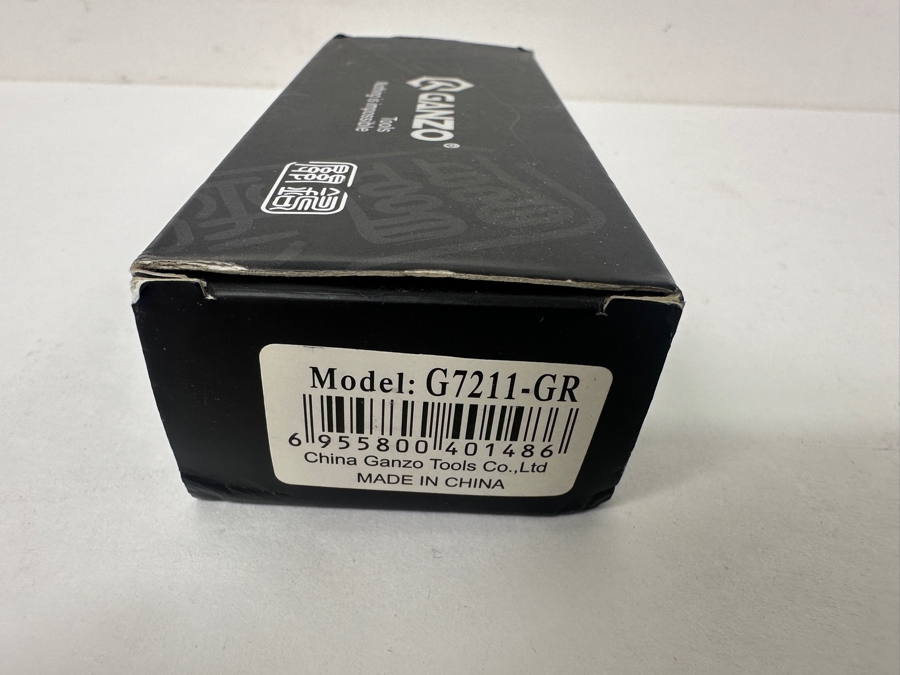 GANZO®
Tools
Nothing is impossible
Model: G7211-GR
6 955800 401486
China Ganzo Tools Co.,Ltd
MADE IN CHINA